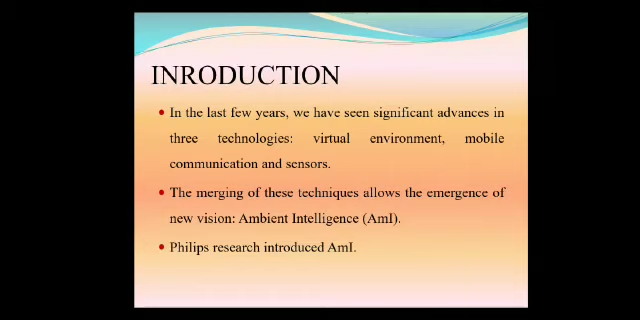 INRODUCTION
In the last few years, we have seen significant advances in
three technologies: virtual environment, mobile
communication and sensors.
The merging of these techniques allows the emergence of
new vision: Ambient Intelligence (AmI).
Philips research introduced AmI.